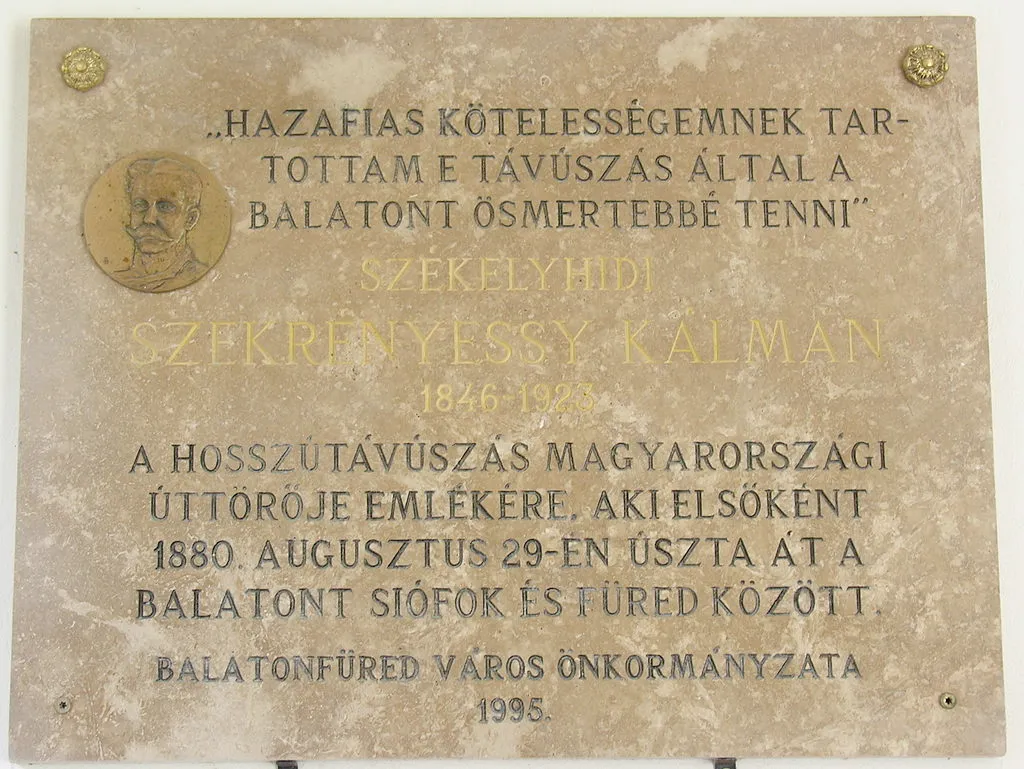 „HAZAFIAS KÖTELESSÉGEMNEK TAR-
TOTTAM E TÁVÚSZÁS ÁLTAL A
BALATONT ÖSMERTEBBÉ TENNI”
SZÉKELYHIDI
SZEKRÉNYESSY KÁLMÁN
1846-1923
A HOSSZÚTÁVÚSZÁS MAGYARORSZÁGI
ÚTTÖRŐJE EMLÉKÉRE, AKI ELSŐKÉNT
1880. AUGUSZTUS 29-ÉN ÚSZTA ÁT A
BALATONT SIÓFOK ÉS FÜRED KÖZÖTT.
BALATONFÜRED VÁROS ÖNKORMÁNYZATA
1995.